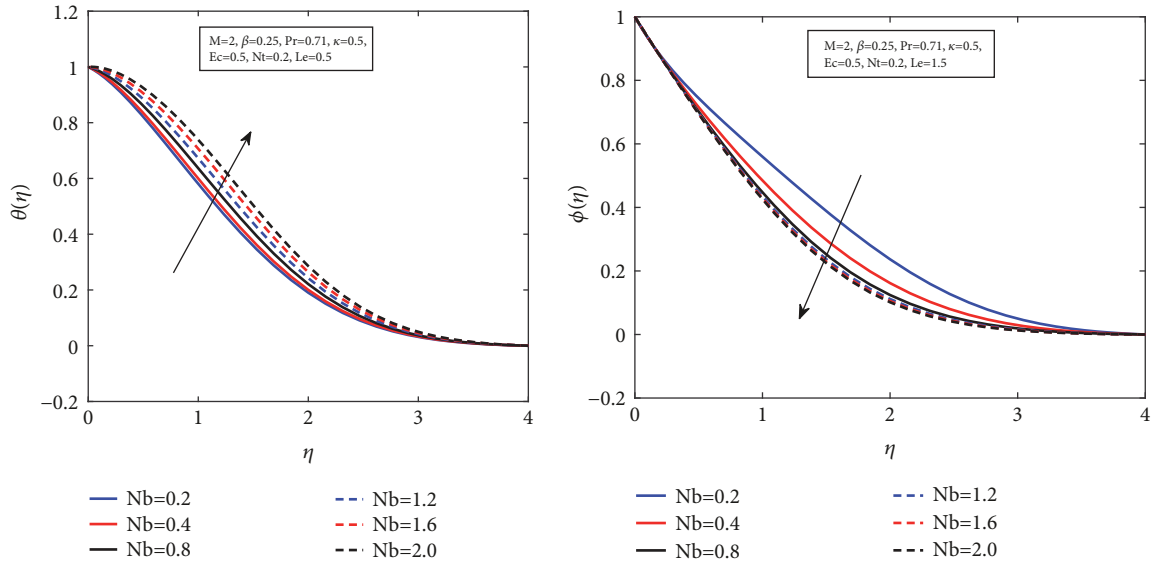 M=2, β=0.25, Pr=0.71, κ=0.5,
Ec=0.5, Nt=0.2, Le=0.5
1
0.8
0.6
0.4
0.2
0
−0.2
θ(η)
0 1 2 3 4
η
Nb=0.2
Nb=0.4
Nb=0.8
Nb=1.2
Nb=1.6
Nb=2.0
M=2, β=0.25, Pr=0.71, κ=0.5,
Ec=0.5, Nt=0.2, Le=1.5
1
0.8
0.6
0.4
0.2
0
−0.2
ϕ(η)
0 1 2 3 4
η
Nb=0.2
Nb=0.4
Nb=0.8
Nb=1.2
Nb=1.6
Nb=2.0